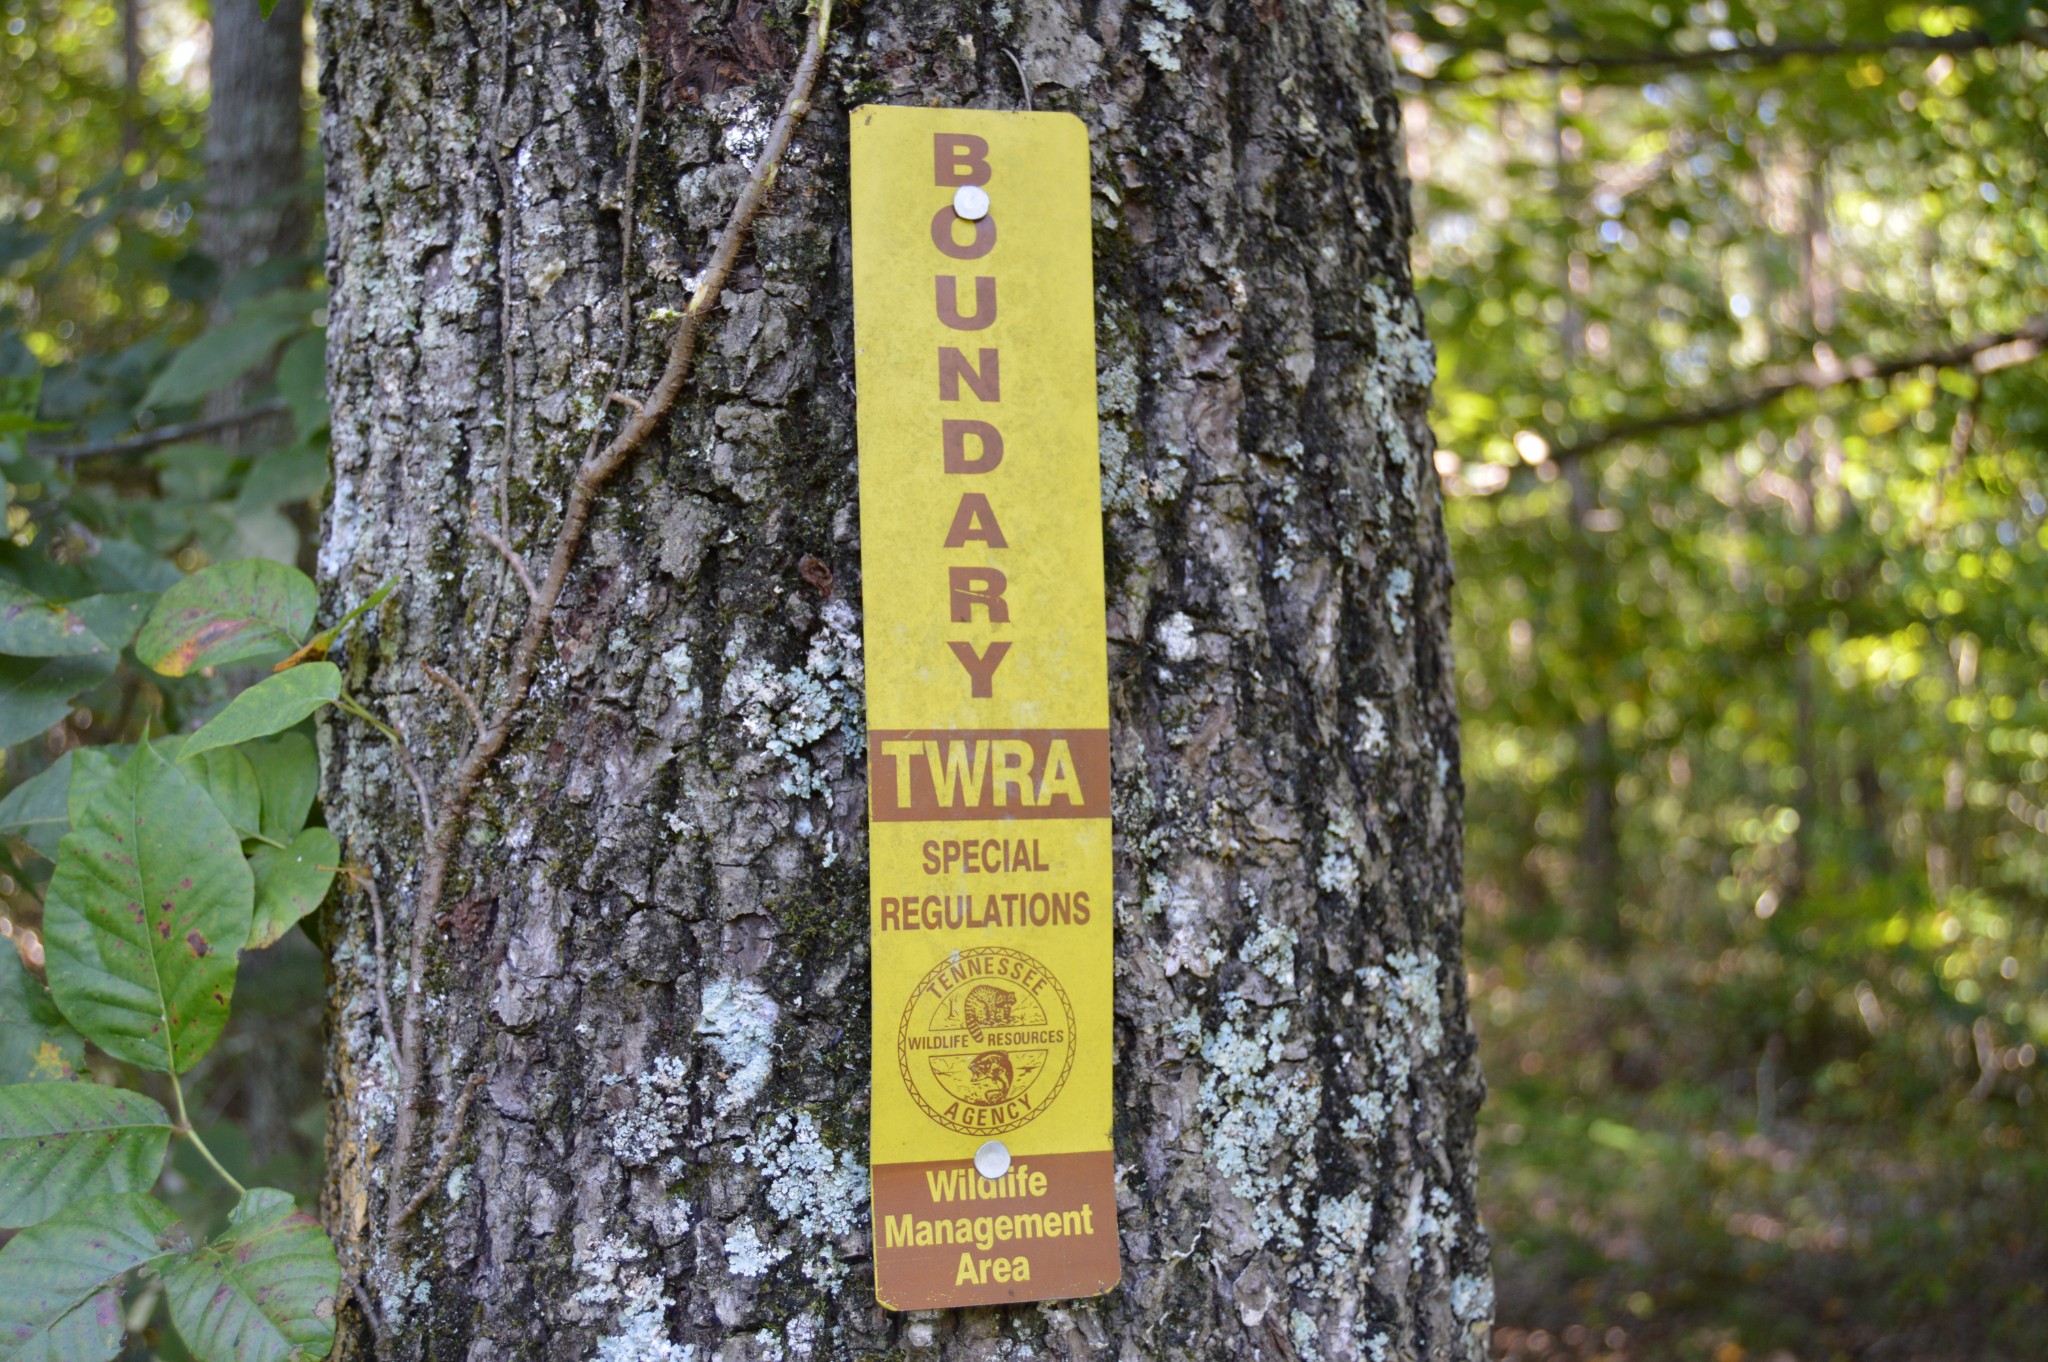 BOUNDARY
TWRA
SPECIAL
REGULATIONS
TENNESSEE
WILDLIFE RESOURCES
AGENCY
Wildlife
Management
Area